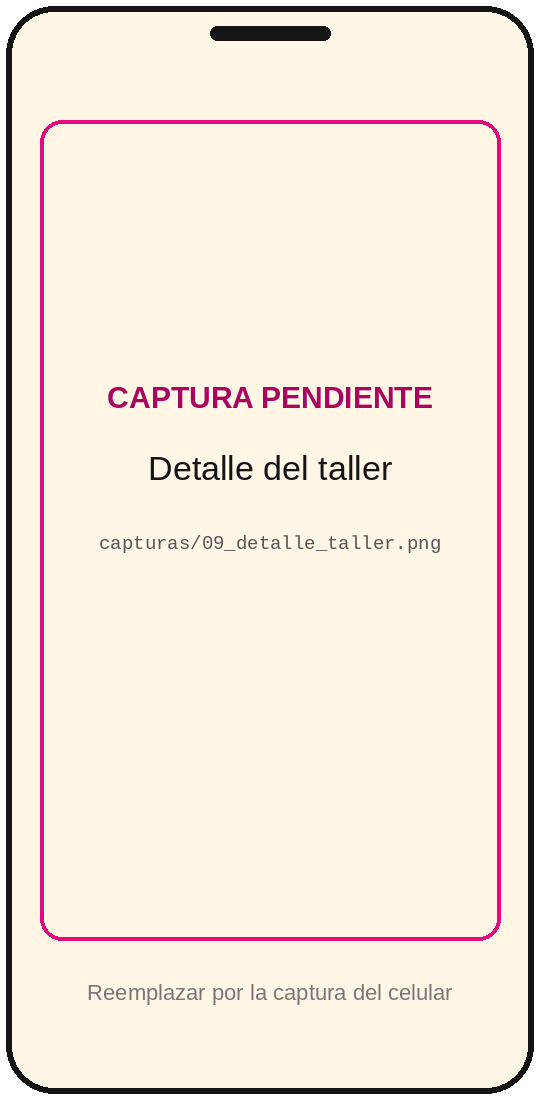 CAPTURA PENDIENTE
Detalle del taller
capturas/09_detalle_taller.png
Reemplazar por la captura del celular